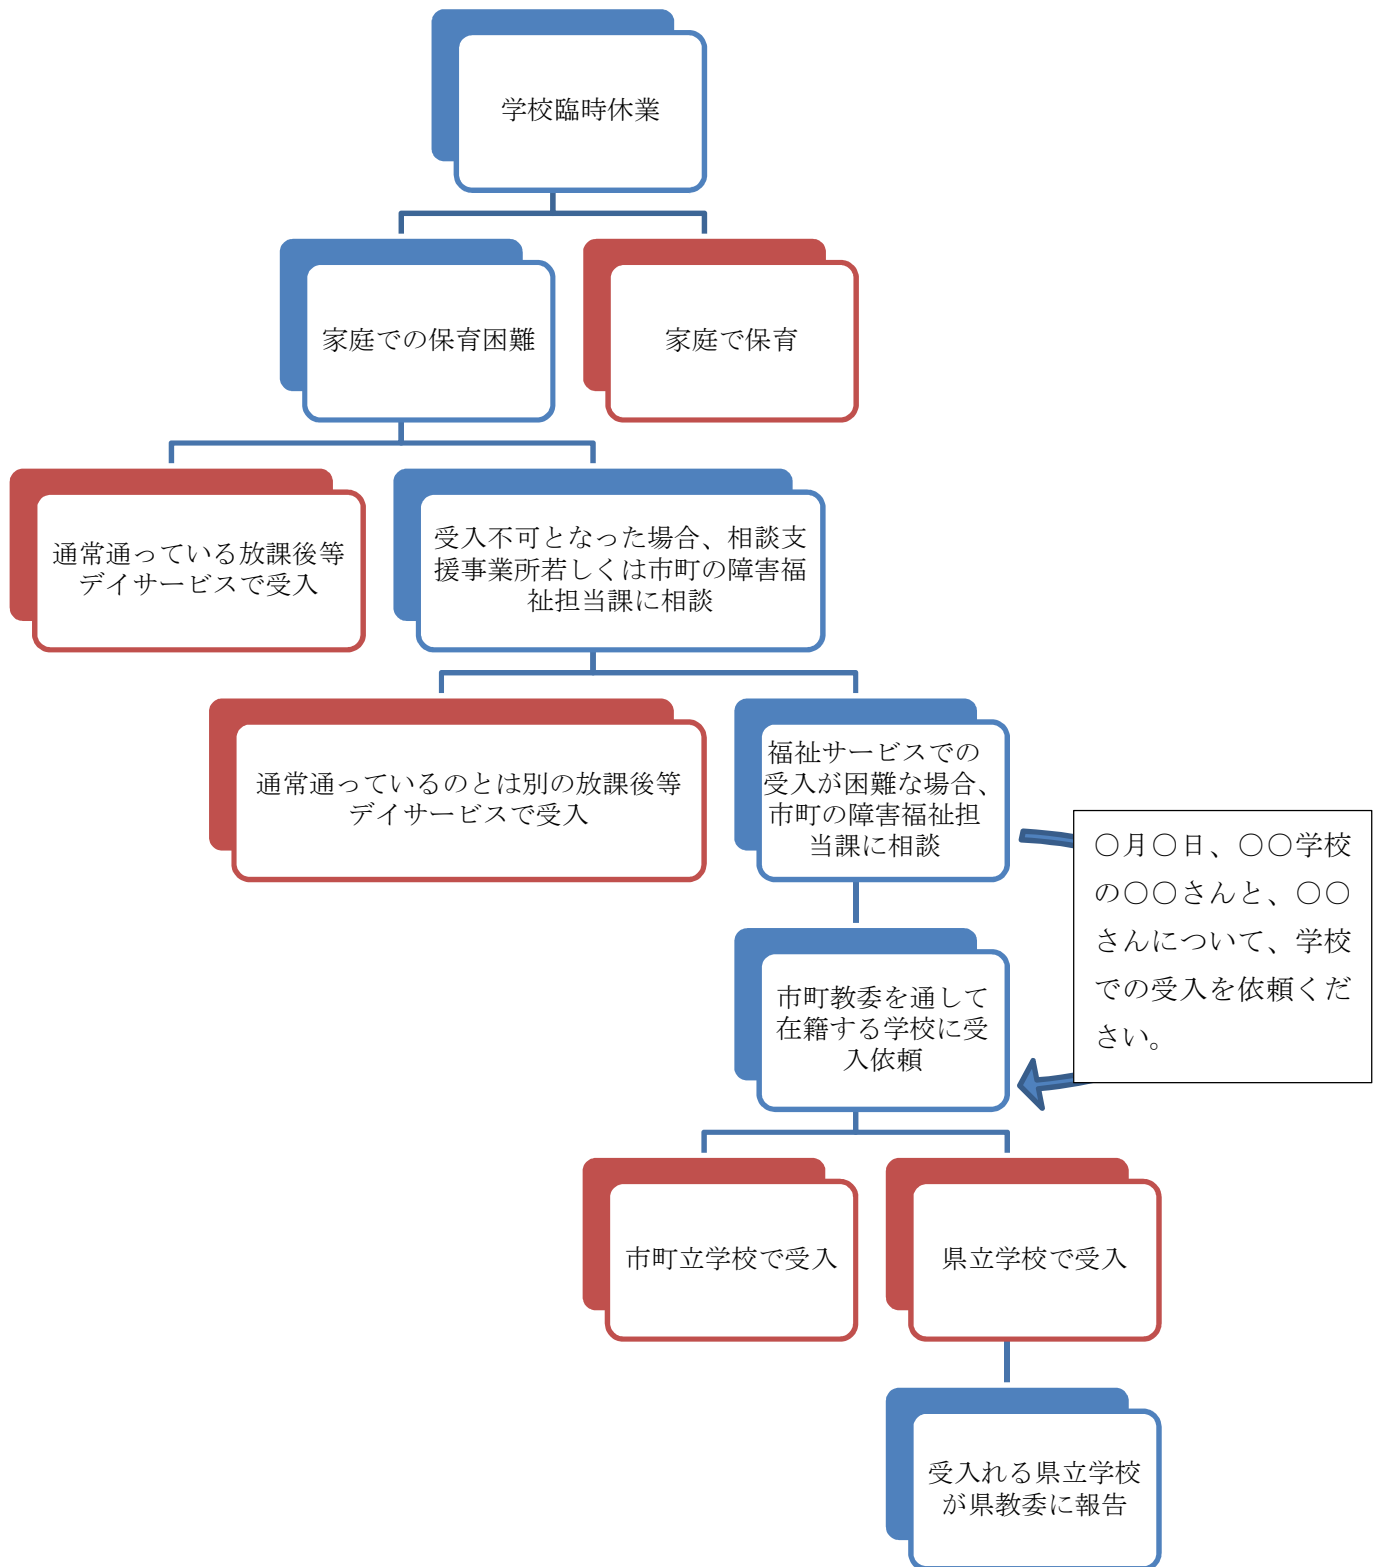 学校臨時休業
家庭での保育困難
家庭で保育
通常通っている放課後等
デイサービスで受入
受入不可となった場合、相談支
援事業所若しくは市町の障害福
祉担当課に相談
通常通っているのとは別の放課後等
デイサービスで受入
福祉サービスでの
受入が困難な場合、
市町の障害福祉担
当課に相談
〇月〇日、〇〇学校
の〇〇さんと、〇〇
さんについて、学校
での受入を依頼くだ
さい。
市町教委を通して
在籍する学校に受
入依頼
市町立学校で受入
県立学校で受入
受入れる県立学校
が県教委に報告